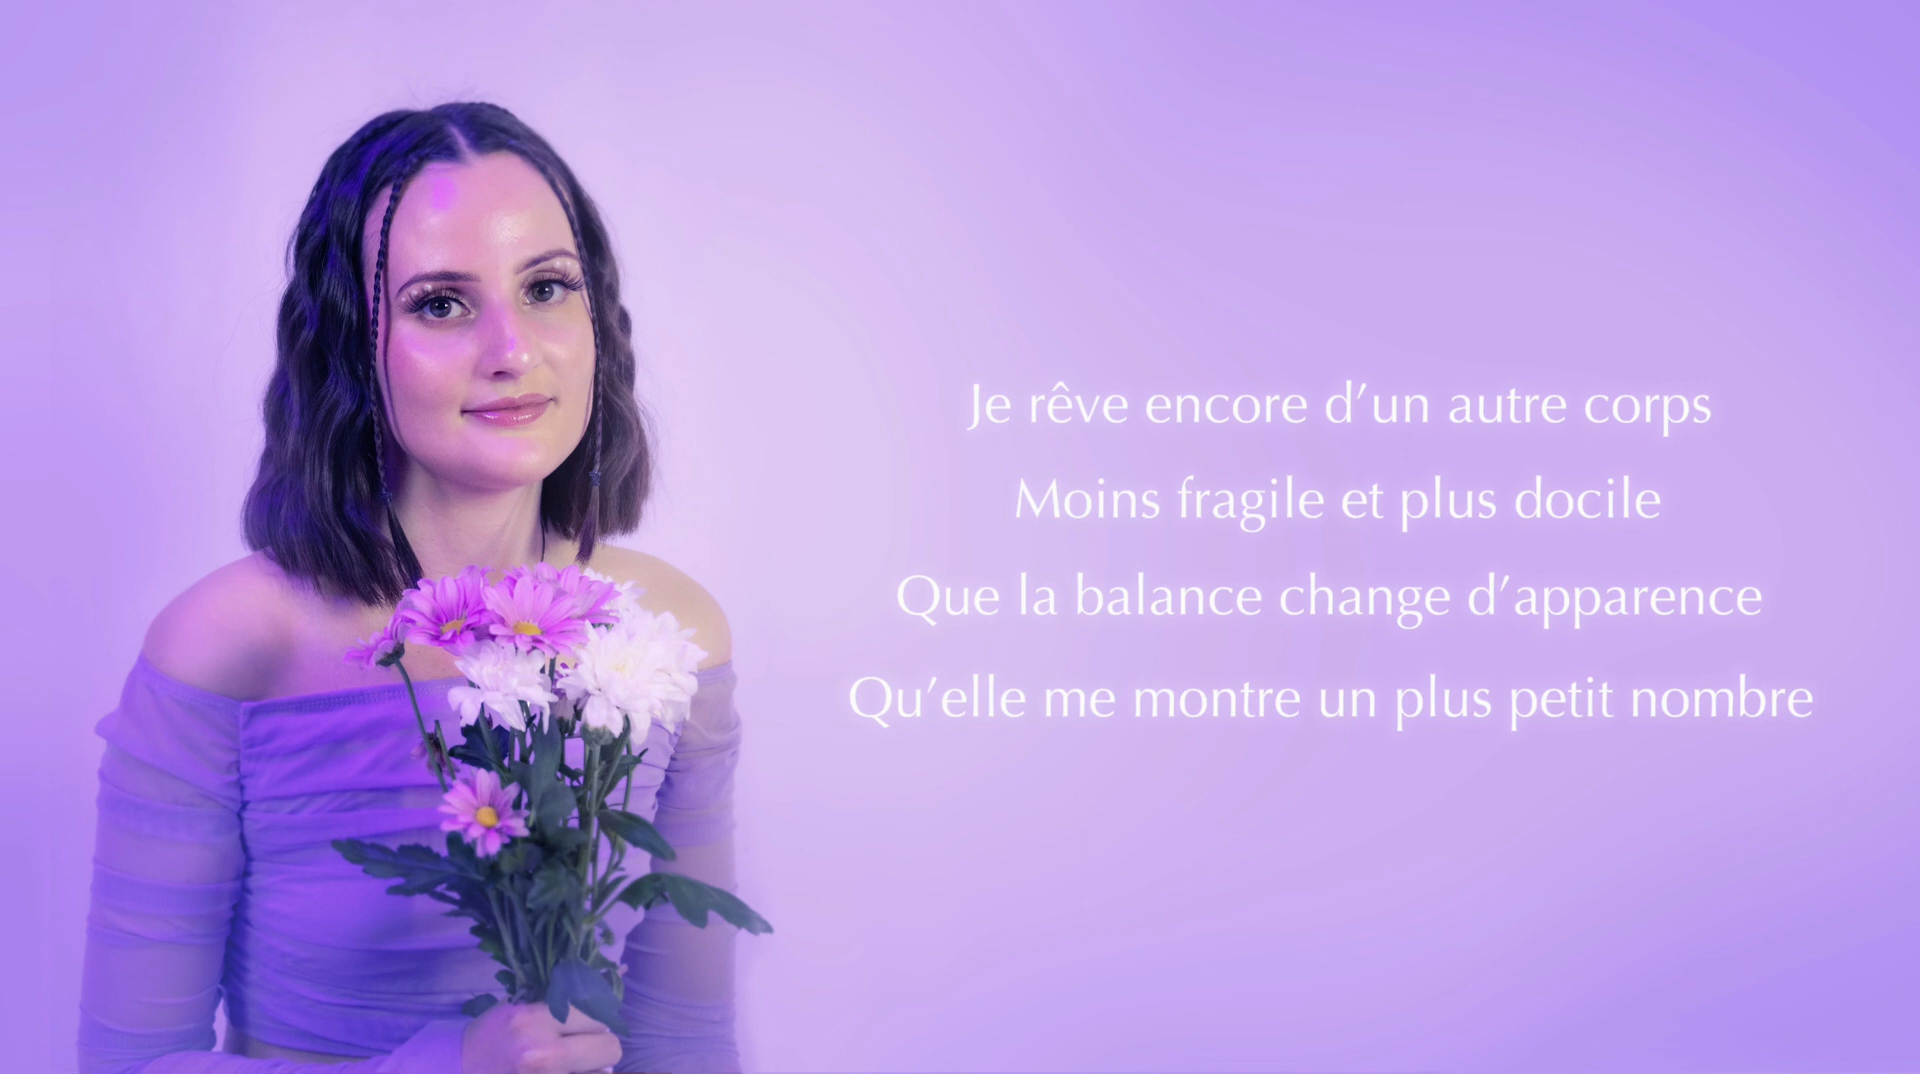 Je rêve encore d’un autre corps
Moins fragile et plus docile
Que la balance change d’apparence
Qu’elle me montre un plus petit nombre